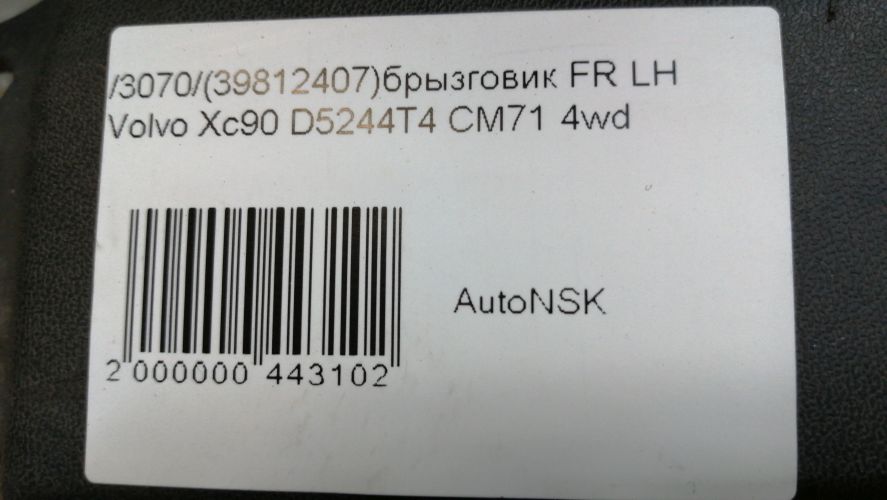 /3070/(39812407)брызговик FR LH
Volvo Xc90 D5244T4 CM71 4wd
AutoNSK
2 000000 443102